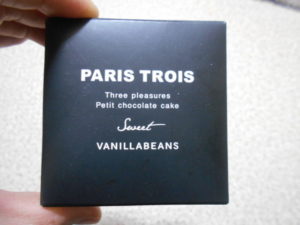 PARIS TROIS
Three pleasures
Petit chocolate cake
Sweet
VANILLABEANS